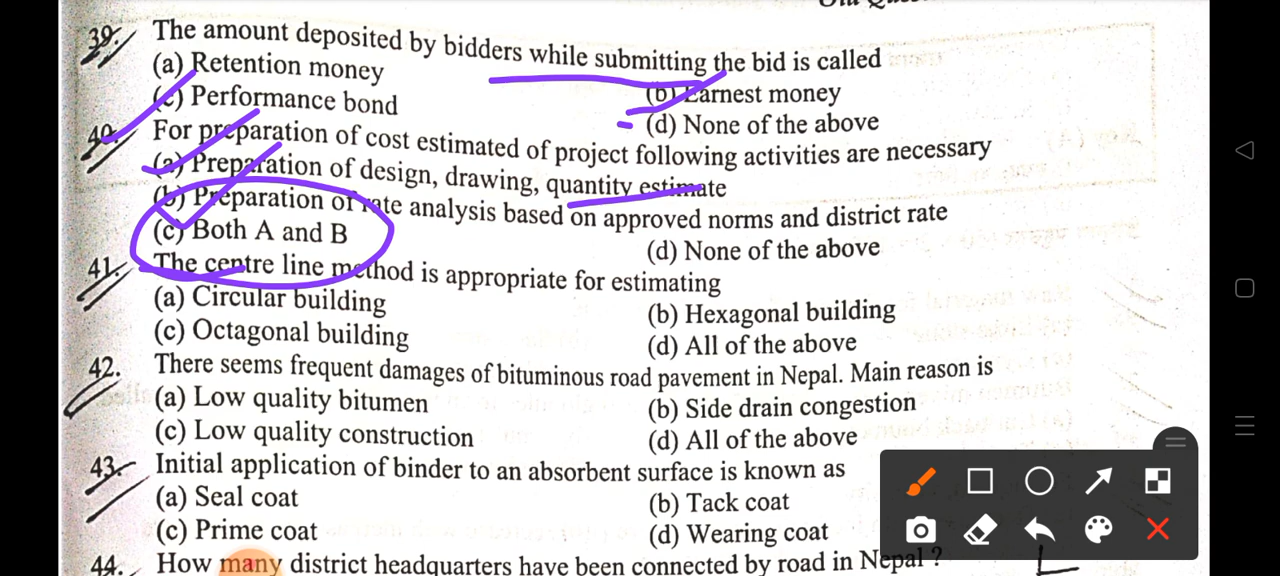 39. The amount deposited by bidders while submitting the bid is called
(a) Retention money (b) Earnest money
(c) Performance bond (d) None of the above
40. For preparation of cost estimated of project following activities are necessary
(a) Preparation of design, drawing, quantity estimate
(b) Preparation of rate analysis based on approved norms and district rate
(c) Both A and B (d) None of the above
41. The centre line method is appropriate for estimating
(a) Circular building (b) Hexagonal building
(c) Octagonal building (d) All of the above
42. There seems frequent damages of bituminous road pavement in Nepal. Main reason is
(a) Low quality bitumen (b) Side drain congestion
(c) Low quality construction (d) All of the above
43. Initial application of binder to an absorbent surface is known as
(a) Seal coat (b) Tack coat
(c) Prime coat (d) Wearing coat
44. How many district headquarters have been connected by road in Nepal ?